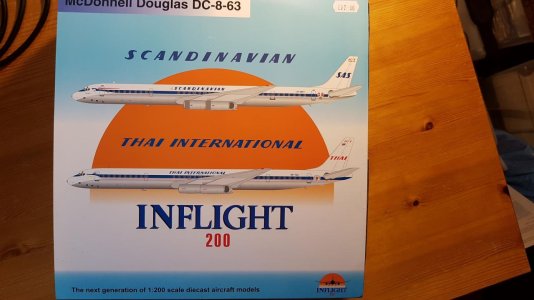 McDonnell Douglas DC-8-63
SCANDINAVIAN
SCANDINAVIAN
SAS
THAI INTERNATIONAL
THAI INTERNATIONAL
THAI
INFLIGHT
200
The next generation of 1:200 scale diecast aircraft models
INFLIGHT